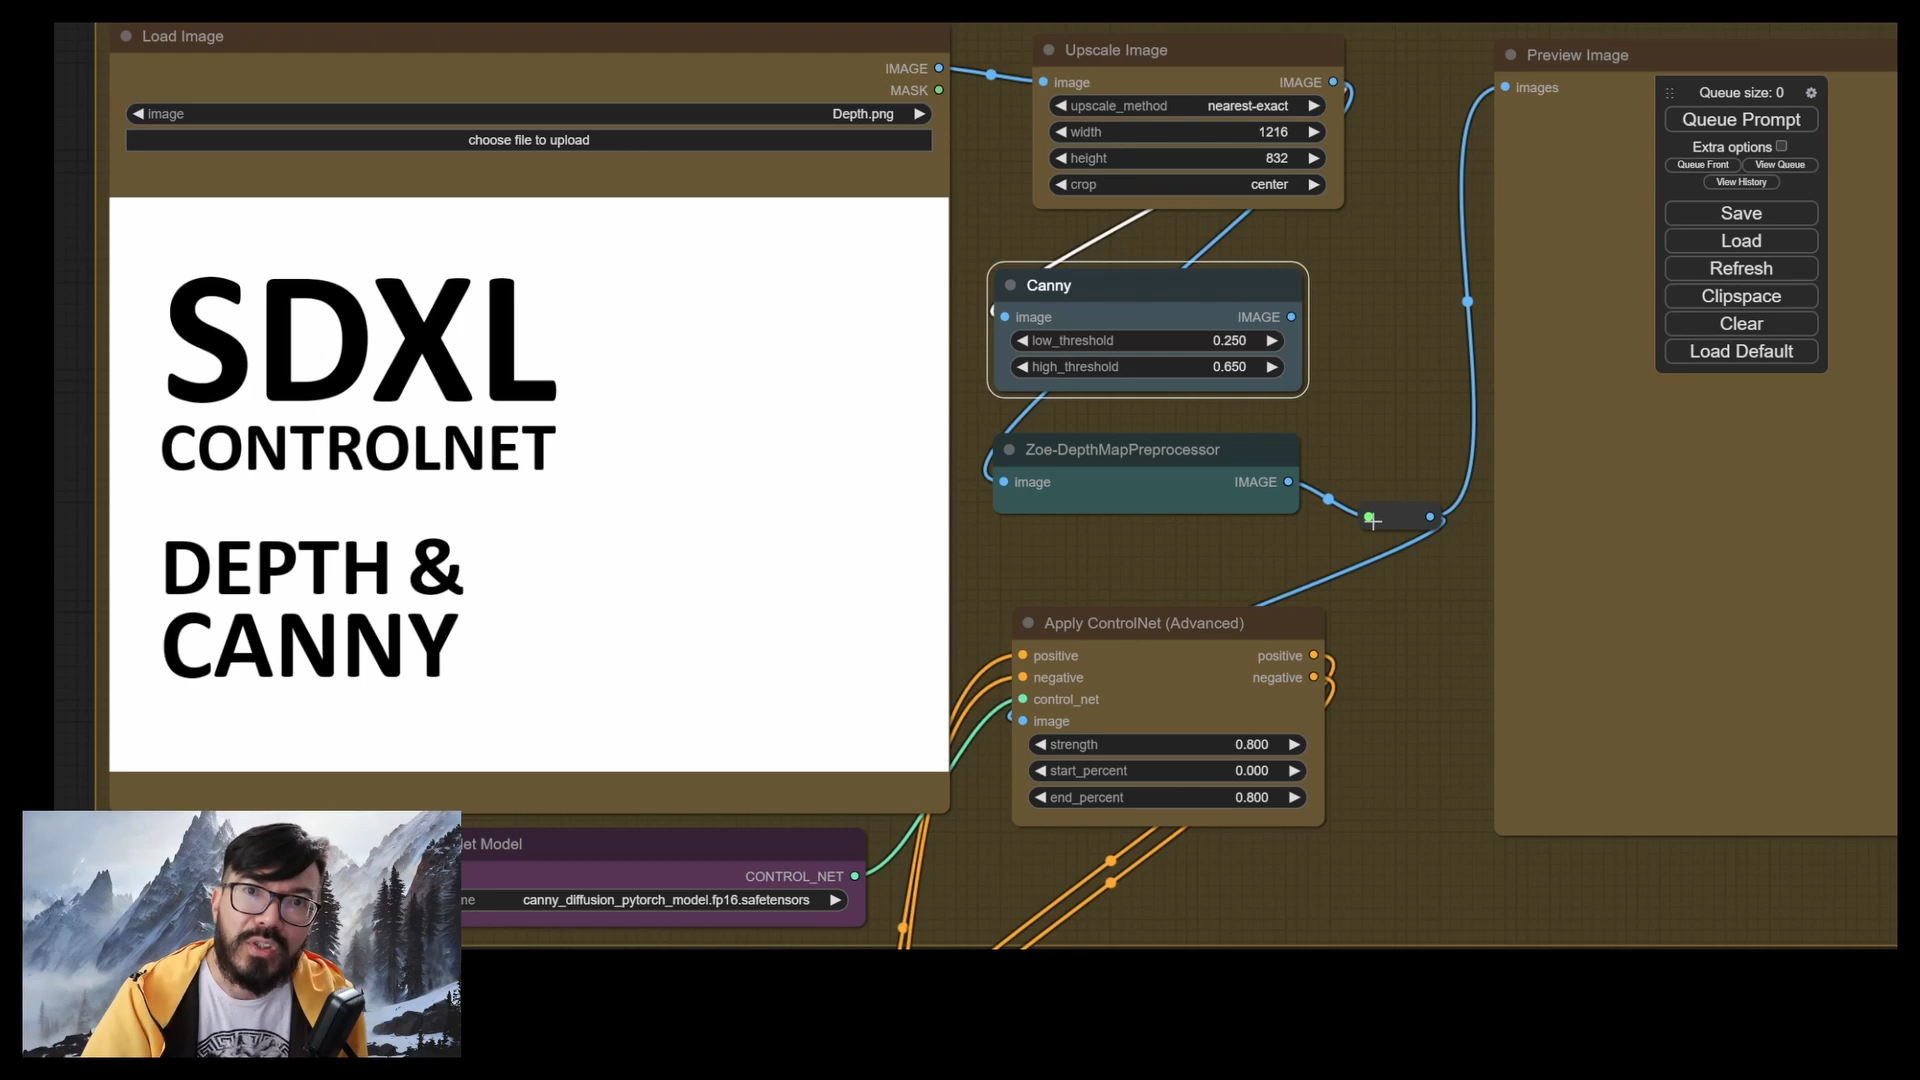 Load Image
IMAGE
MASK
image Depth.png
choose file to upload
SDXL
CONTROLNET
DEPTH &
CANNY
Upscale Image
image IMAGE
upscale_method nearest-exact
width 1216
height 832
crop center
Canny
image IMAGE
low_threshold 0.250
high_threshold 0.650
Zoe-DepthMapPreprocessor
image IMAGE
Apply ControlNet (Advanced)
positive positive
negative negative
control_net
image
strength 0.800
start_percent 0.000
end_percent 0.800
et Model
CONTROL_NET
me canny_diffusion_pytorch_model.fp16.safetensors
Preview Image
images
Queue size: 0
Queue Prompt
Extra options
Queue Front View Queue
View History
Save
Load
Refresh
Clipspace
Clear
Load Default